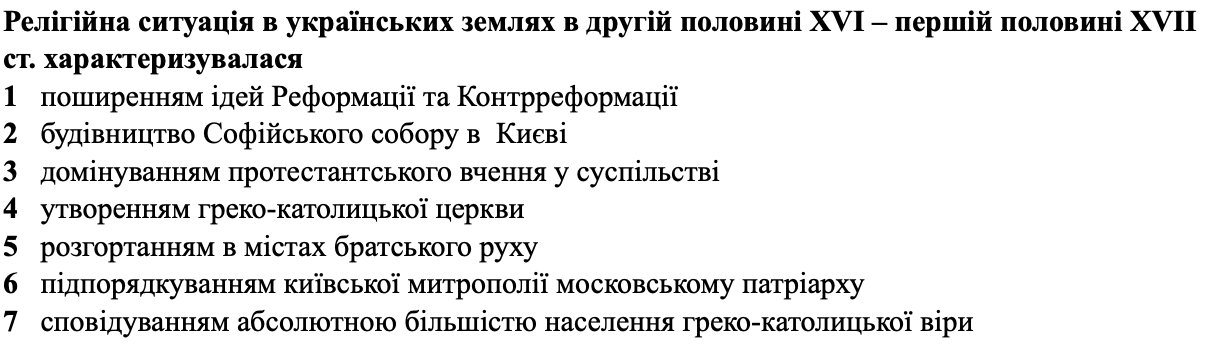 Релігійна ситуація в українських землях в другій половині XVI – першій половині XVII
ст. характеризувалася
1 поширенням ідей Реформації та Контрреформації
2 будівництво Софійського собору в Києві
3 домінуванням протестантського вчення у суспільстві
4 утворенням греко-католицької церкви
5 розгортанням в містах братського руху
6 підпорядкуванням київської митрополії московському патріарху
7 сповідуванням абсолютною більшістю населення греко-католицької віри